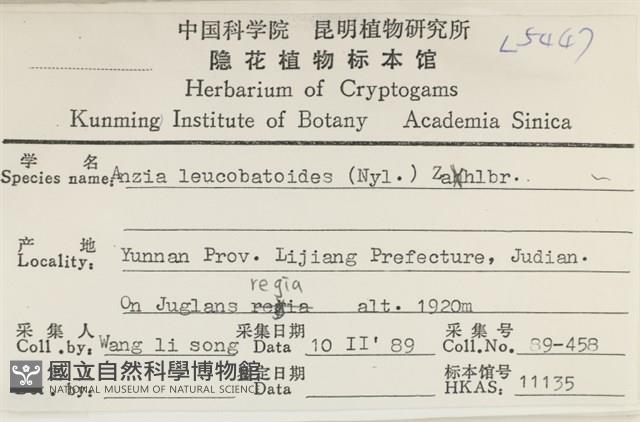 中国科学院 昆明植物研究所
L5447
隐花植物标本馆
Herbarium of Cryptogams
Kunming Institute of Botany Academia Sinica
学 名
Species name: Anzia leucobatoides (Nyl.) Zahlbr.
产 地
Locality: Yunnan Prov. Lijiang Prefecture, Judian.
regia
On Juglans regia alt. 1920m
采集人 采集日期 采集号
Coll.by: Wang li song Data 10 II' 89 Coll.No. 89-458
國立自然科學博物館 定日期 标本馆号
NATIONAL MUSEUM OF NATURAL SCIENCE by: Data HKAS: 11135